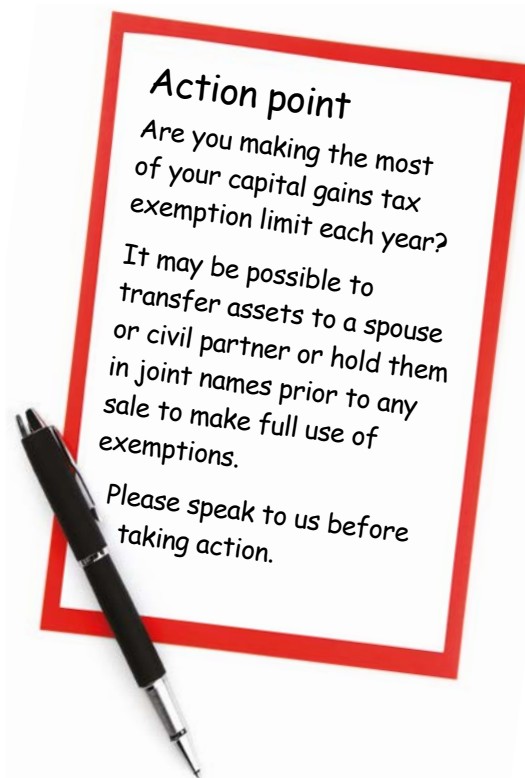 Action point
Are you making the most
of your capital gains tax
exemption limit each year?
It may be possible to
transfer assets to a spouse
or civil partner or hold them
in joint names prior to any
sale to make full use of
exemptions.
Please speak to us before
taking action.